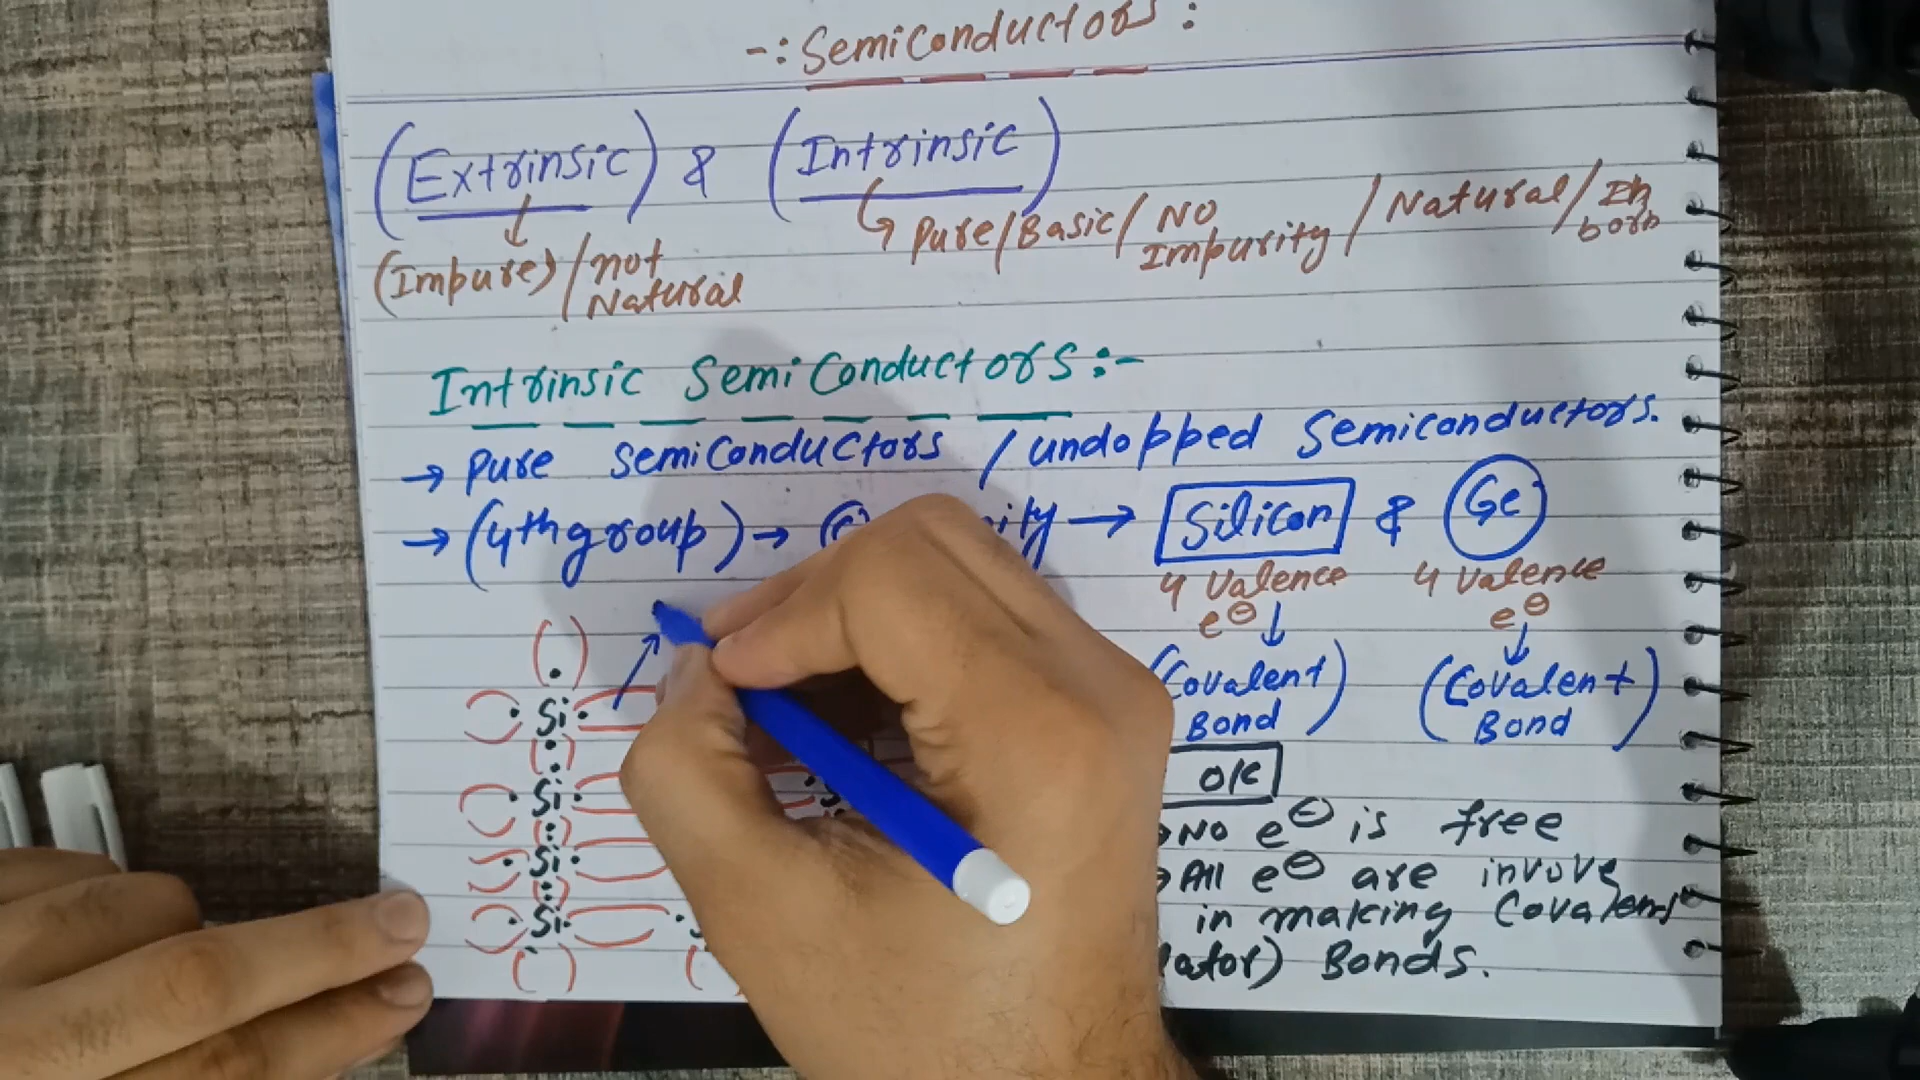 -: Semiconductors :
(Extrinsic) & (Intrinsic)
↳ Pure/Basic/NO Impurity/Natural/In born
(Impure)/not Natural
Intrinsic Semiconductors :-
→ Pure semiconductors / undopped Semiconductors.
→ (4th group) → → Silicon & Ge
4 Valence e⊖ 4 Valence e⊖
(Covalent Bond) (Covalent Bond)
Si
0K
Si
NO e⊖ is free
Si
All e⊖ are invove
Si
in making Covalent
Bonds.